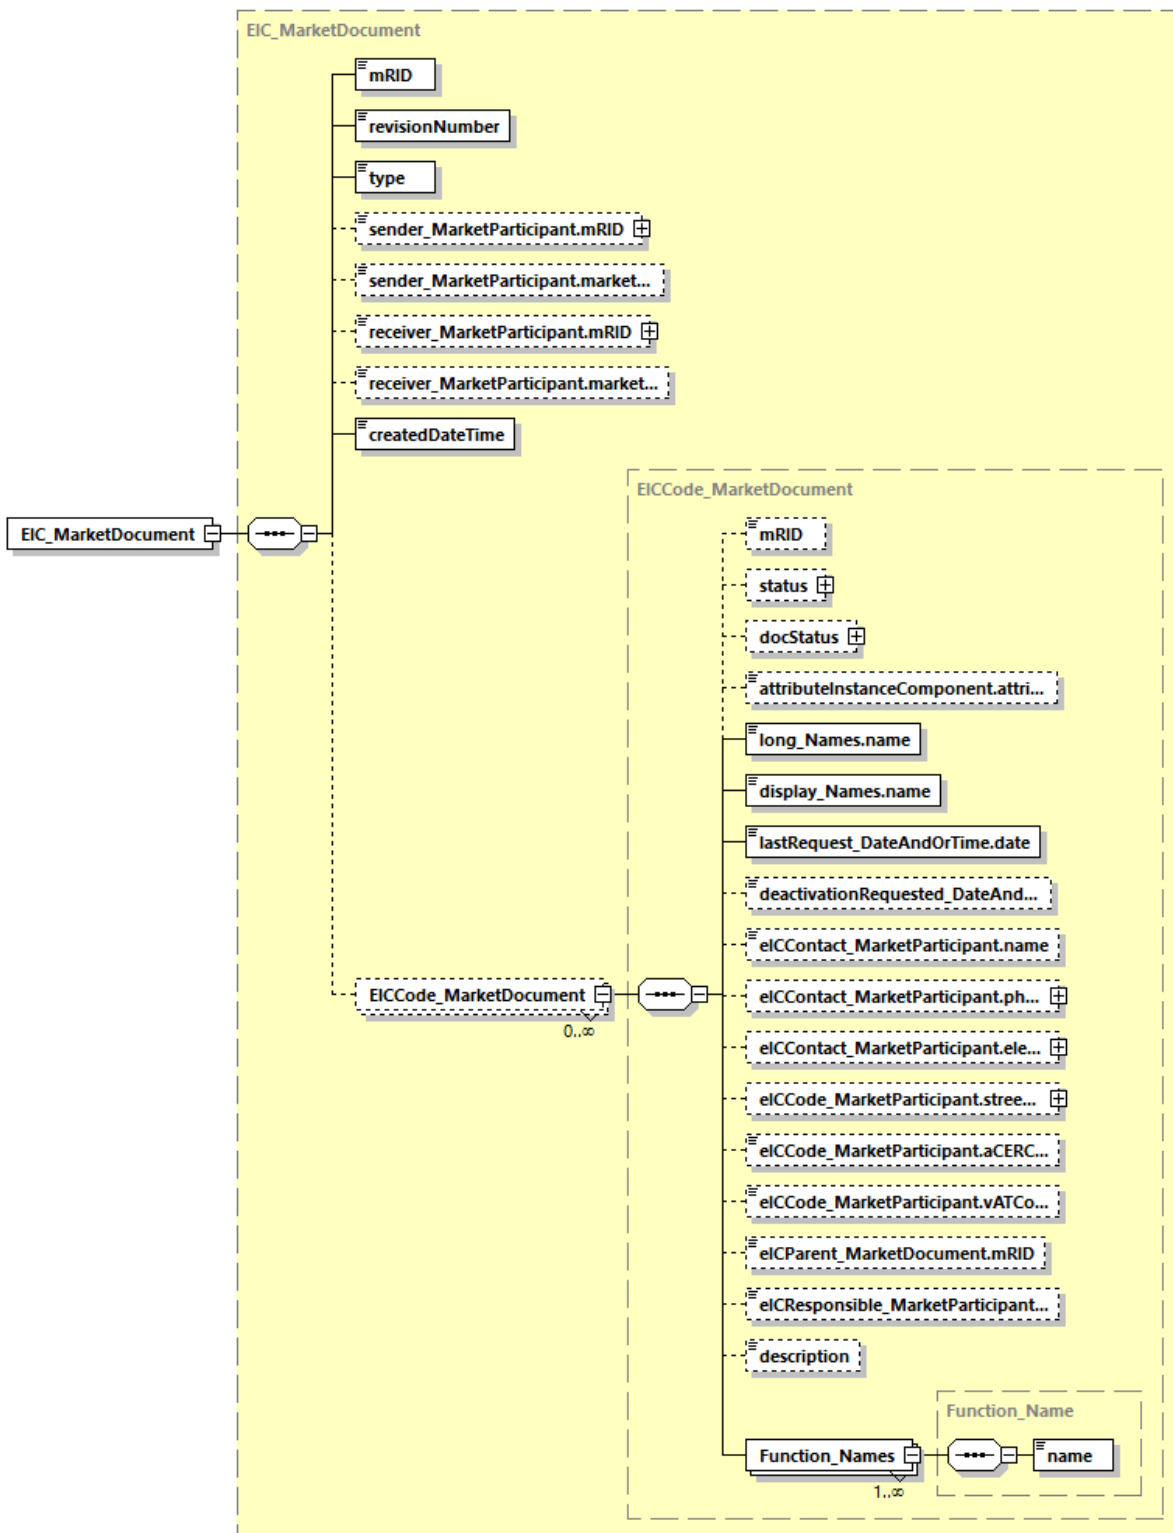 EIC_MarketDocument
mRID
revisionNumber
type
sender_MarketParticipant.mRID
sender_MarketParticipant.market...
receiver_MarketParticipant.mRID
receiver_MarketParticipant.market...
createdDateTime
EICCode_MarketDocument
EIC_MarketDocument
mRID
status
docStatus
attributeInstanceComponent.attri...
long_Names.name
display_Names.name
lastRequest_DateAndOrTime.date
deactivationRequested_DateAnd...
eICContact_MarketParticipant.name
EICCode_MarketDocument
0..∞
eICContact_MarketParticipant.ph...
eICContact_MarketParticipant.ele...
eICCode_MarketParticipant.stree...
eICCode_MarketParticipant.aCERC...
eICCode_MarketParticipant.vATCo...
eICParent_MarketDocument.mRID
eICResponsible_MarketParticipant...
description
Function_Name
Function_Names
name
1..∞